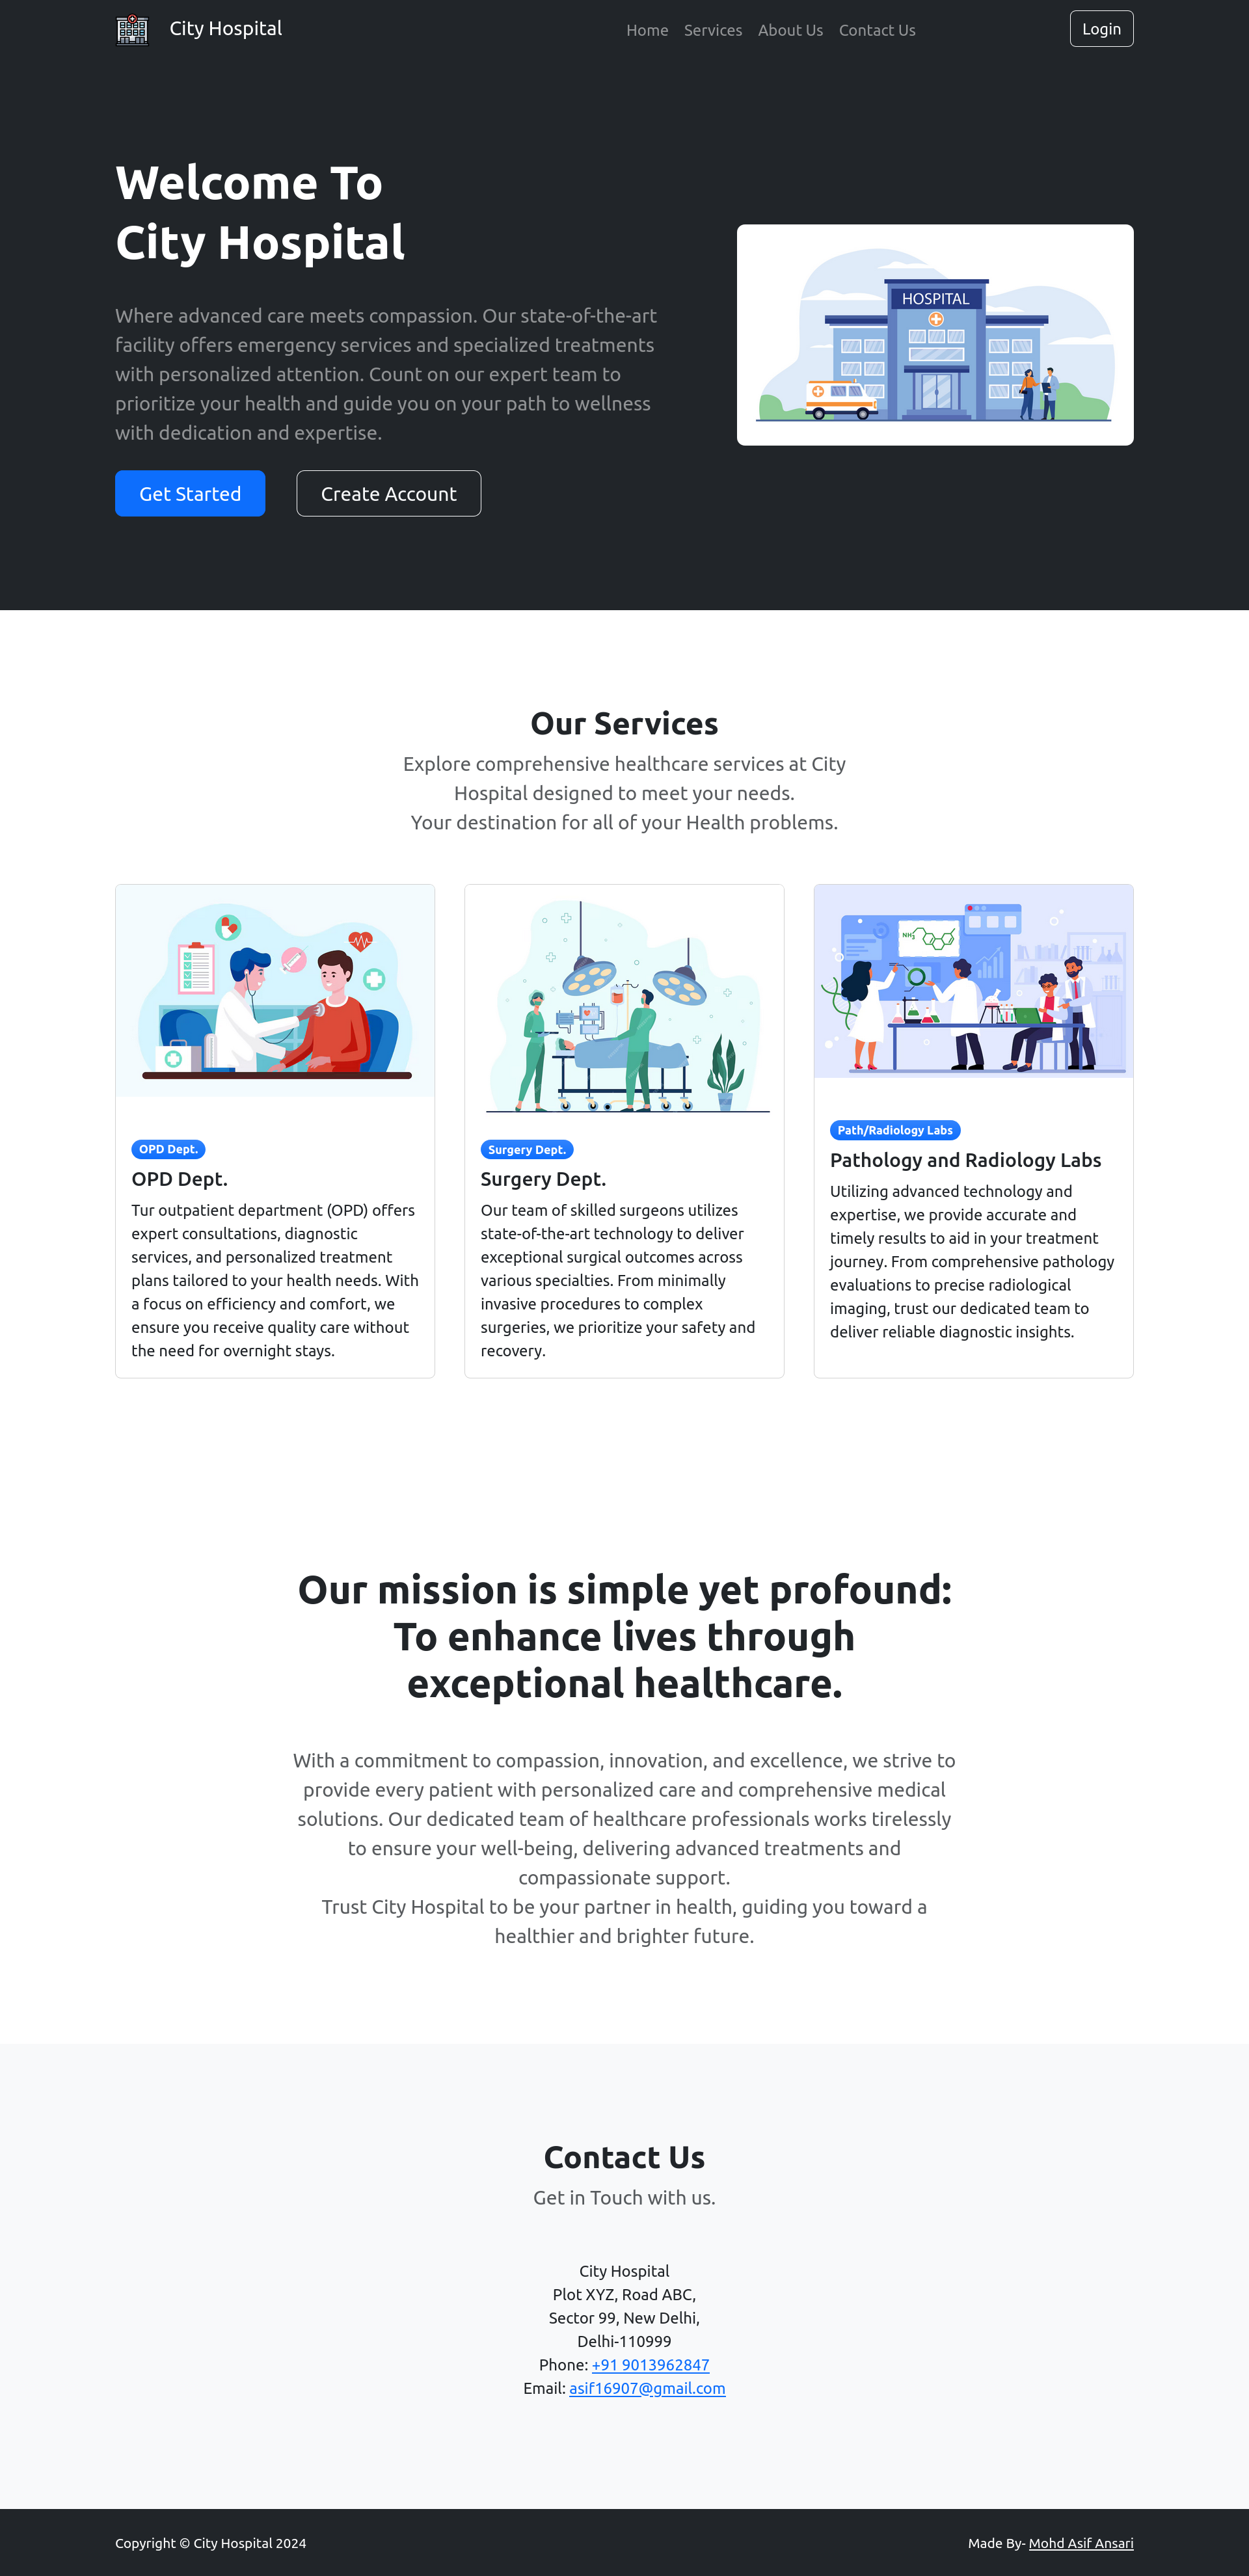 City Hospital
Home Services About Us Contact Us
Login
Welcome To
City Hospital
Where advanced care meets compassion. Our state-of-the-art
facility offers emergency services and specialized treatments
with personalized attention. Count on our expert team to
prioritize your health and guide you on your path to wellness
with dedication and expertise.
Get Started
Create Account
HOSPITAL
Our Services
Explore comprehensive healthcare services at City
Hospital designed to meet your needs.
Your destination for all of your Health problems.
OPD Dept.
OPD Dept.
Tur outpatient department (OPD) offers
expert consultations, diagnostic
services, and personalized treatment
plans tailored to your health needs. With
a focus on efficiency and comfort, we
ensure you receive quality care without
the need for overnight stays.
Surgery Dept.
Surgery Dept.
Our team of skilled surgeons utilizes
state-of-the-art technology to deliver
exceptional surgical outcomes across
various specialties. From minimally
invasive procedures to complex
surgeries, we prioritize your safety and
recovery.
NH3
Path/Radiology Labs
Pathology and Radiology Labs
Utilizing advanced technology and
expertise, we provide accurate and
timely results to aid in your treatment
journey. From comprehensive pathology
evaluations to precise radiological
imaging, trust our dedicated team to
deliver reliable diagnostic insights.
Our mission is simple yet profound:
To enhance lives through
exceptional healthcare.
With a commitment to compassion, innovation, and excellence, we strive to
provide every patient with personalized care and comprehensive medical
solutions. Our dedicated team of healthcare professionals works tirelessly
to ensure your well-being, delivering advanced treatments and
compassionate support.
Trust City Hospital to be your partner in health, guiding you toward a
healthier and brighter future.
Contact Us
Get in Touch with us.
City Hospital
Plot XYZ, Road ABC,
Sector 99, New Delhi,
Delhi-110999
Phone: +91 9013962847
Email: asif16907@gmail.com
Copyright © City Hospital 2024
Made By- Mohd Asif Ansari